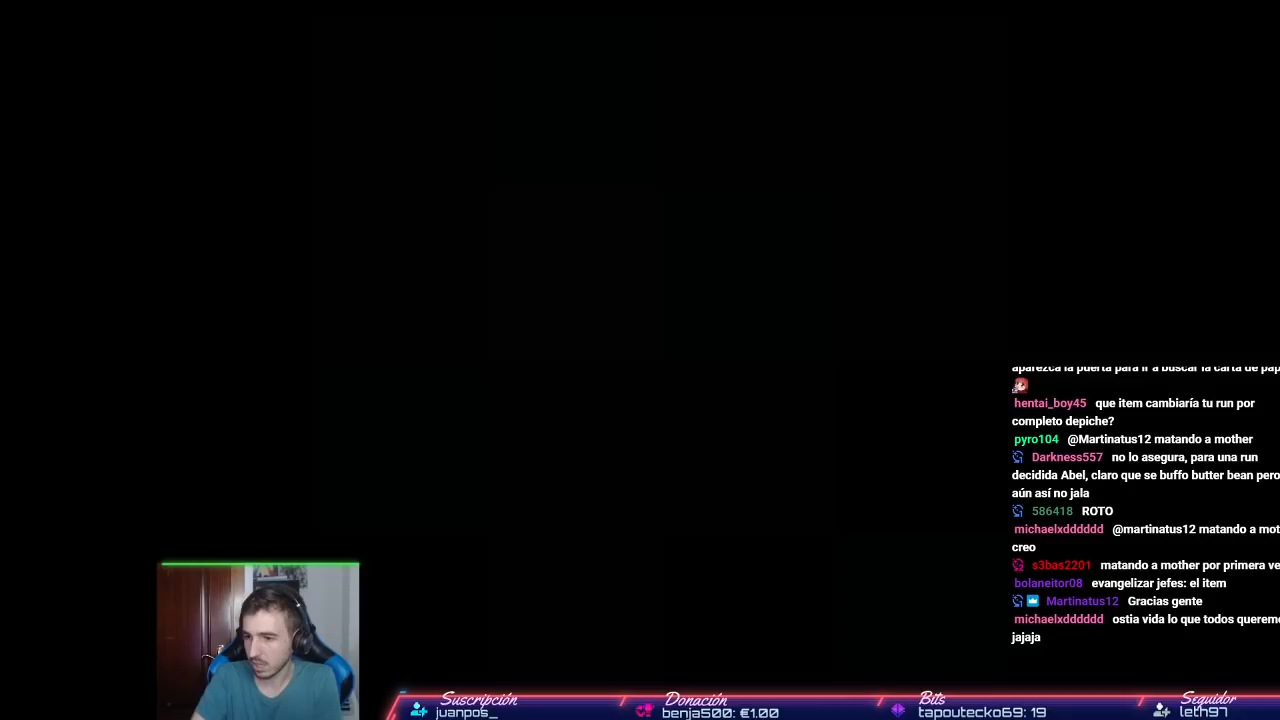 aparezca la puerta para ir a buscar la carta de pap
hentai_boy45 que item cambiaría tu run por
completo depiche?
pyro104 @Martinatus12 matando a mother
Darkness557 no lo asegura, para una run
decidida Abel, claro que se buffo butter bean pero
aún así no jala
586418 ROTO
michaelxdddddd @martinatus12 matando a mot
creo
s3bas2201 matando a mother por primera ve
bolaneitor08 evangelizar jefes: el item
Martinatus12 Gracias gente
michaelxdddddd ostia vida lo que todos querem
jajaja
Suscripción Donación Bits Seguidor
juanpos_ benja500: €1.00 tapoutecko69: 19 leth97